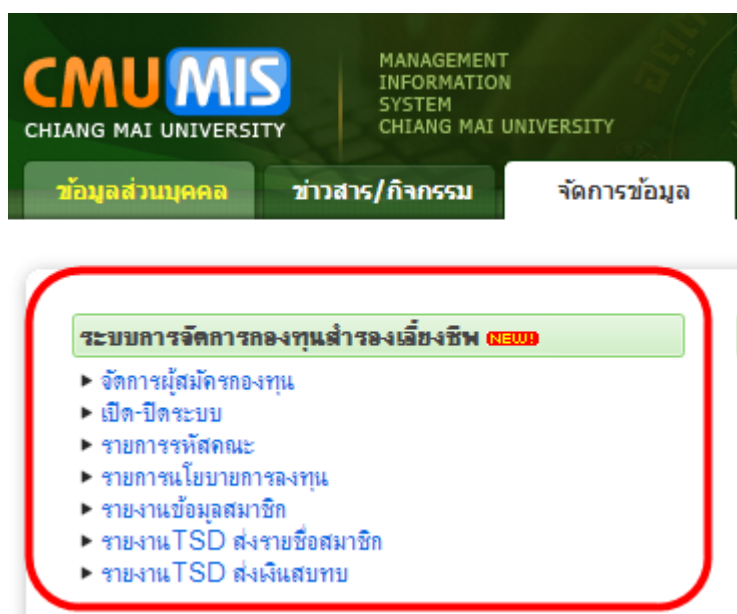 CMU MIS
CHIANG MAI UNIVERSITY
MANAGEMENT
INFORMATION
SYSTEM
CHIANG MAI UNIVERSITY
ข้อมูลส่วนบุคคล
ข่าวสาร/กิจกรรม
จัดการข้อมูล
ระบบการจัดการกองทุนสำรองเลี้ยงชีพ NEW!
จัดการผู้สมัครกองทุน
เปิด-ปิดระบบ
รายการรหัสคณะ
รายการนโยบายการลงทุน
รายงานข้อมูลสมาชิก
รายงานTSD ส่งรายชื่อสมาชิก
รายงานTSD ส่งเงินสบทบ